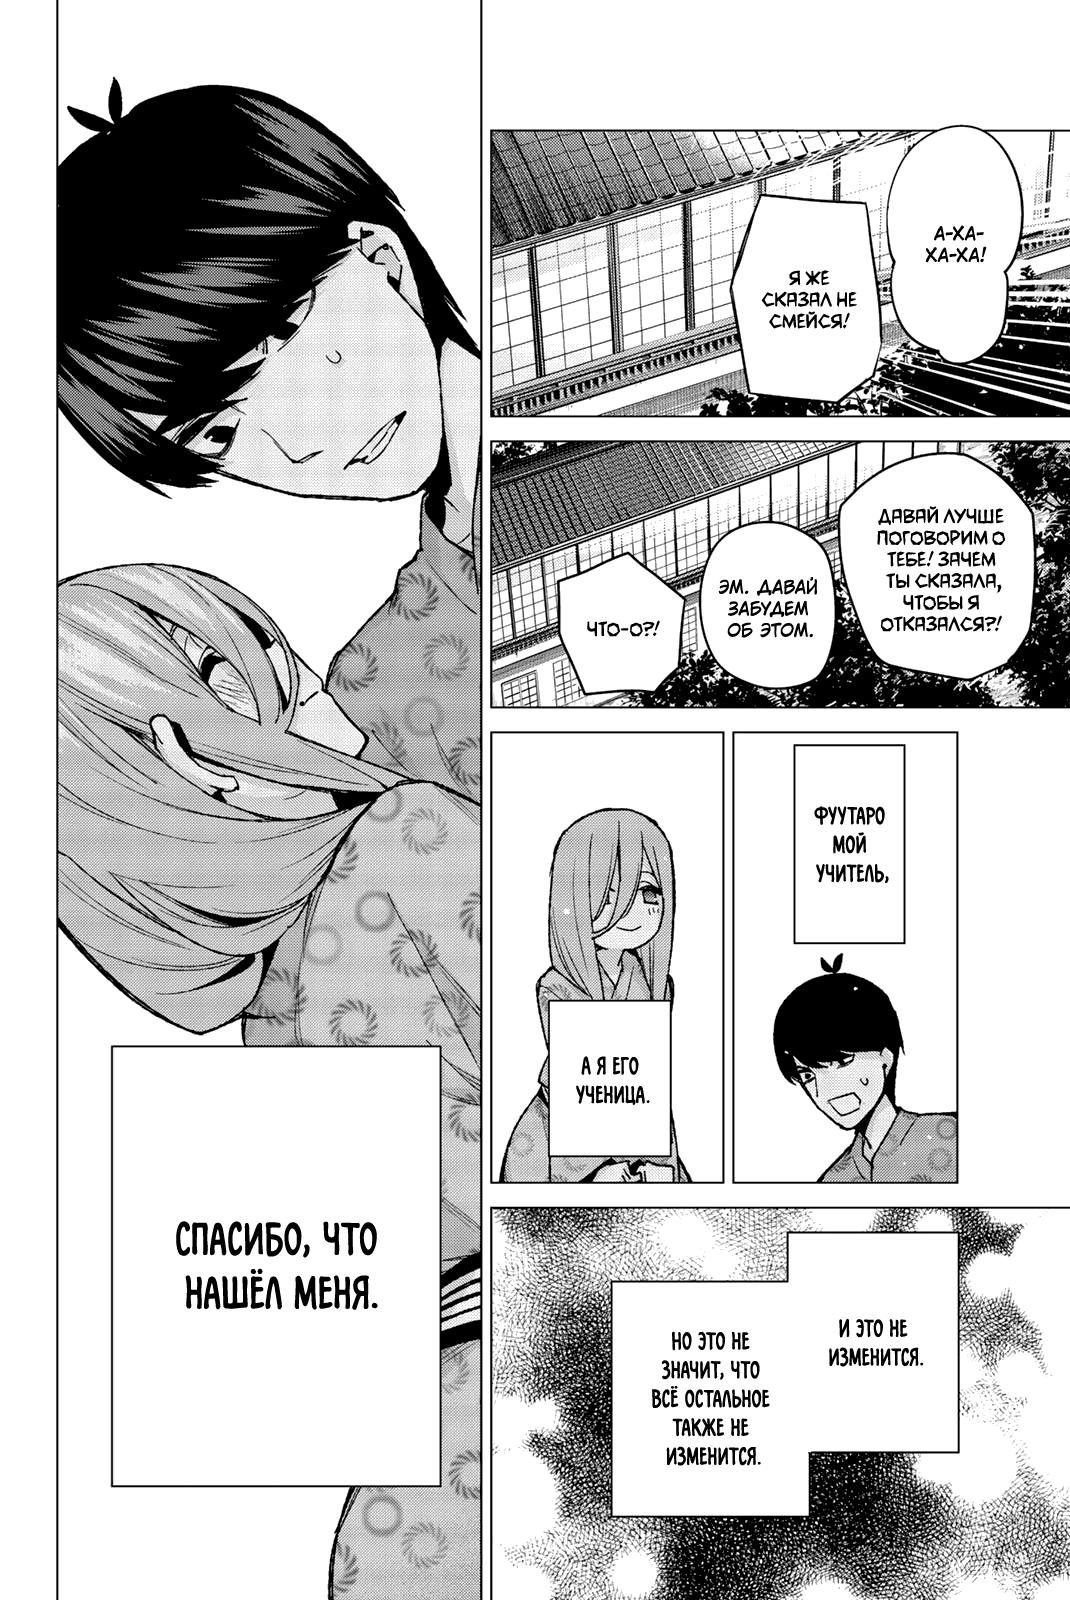 А-ХА-
ХА-ХА!
Я ЖЕ
СКАЗАЛ НЕ
СМЕЙСЯ!
ДАВАЙ ЛУЧШЕ
ПОГОВОРИМ О
ТЕБЕ! ЗАЧЕМ
ТЫ СКАЗАЛА,
ЧТОБЫ Я
ОТКАЗАЛСЯ?!
ЭМ. ДАВАЙ
ЗАБУДЕМ
ОБ ЭТОМ.
ЧТО-О?!
ФУУТАРО
МОЙ
УЧИТЕЛЬ,
А Я ЕГО
УЧЕНИЦА.
И ЭТО НЕ
ИЗМЕНИТСЯ.
НО ЭТО НЕ
ЗНАЧИТ, ЧТО
ВСЁ ОСТАЛЬНОЕ
ТАКЖЕ НЕ
ИЗМЕНИТСЯ.
СПАСИБО, ЧТО
НАШЁЛ МЕНЯ.